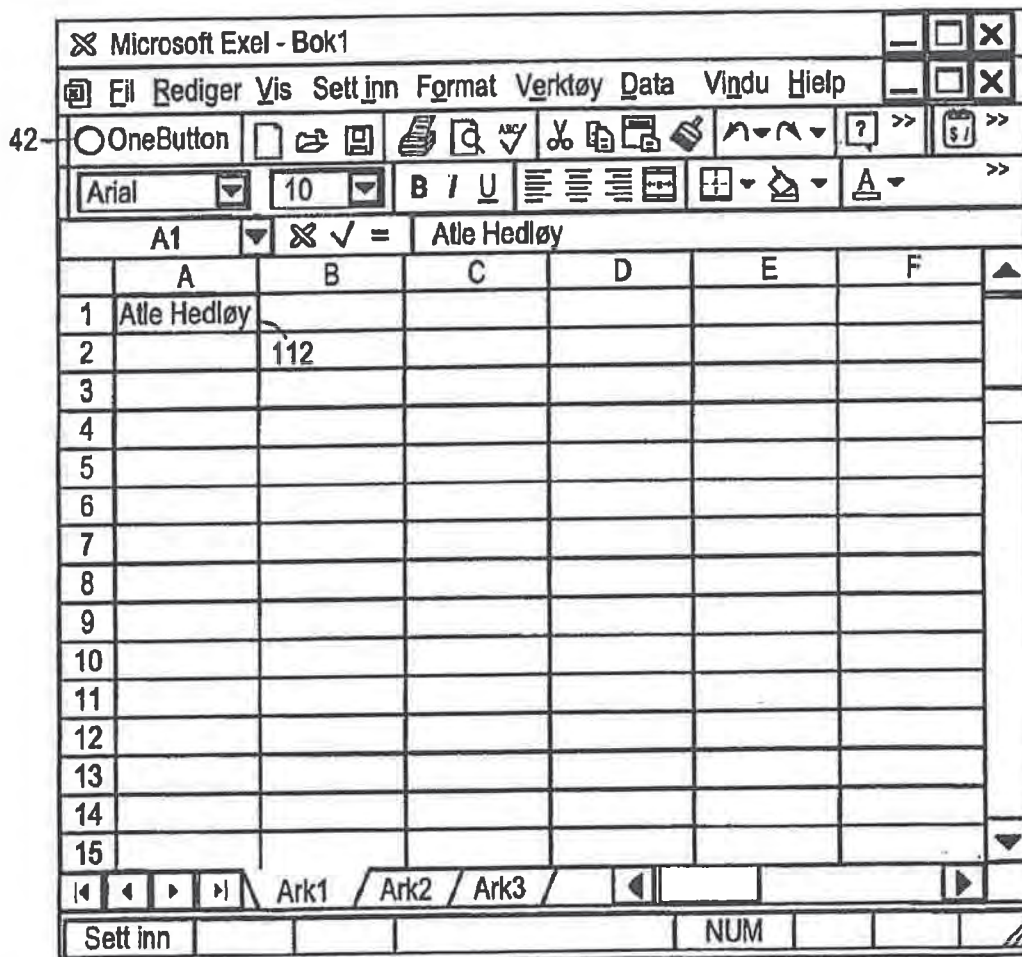 Microsoft Exel - Bok1
Fil Rediger Vis Sett inn Format Verktøy Data Vindu Hielp
42 OneButton ABC ? >> $ / >>
Arial 10 B I U A >>
A1 = Atle Hedløy
A B C D E F
1 Atle Hedløy
2 112
3
4
5
6
7
8
9
10
11
12
13
14
15
Ark1 Ark2 Ark3
Sett inn NUM